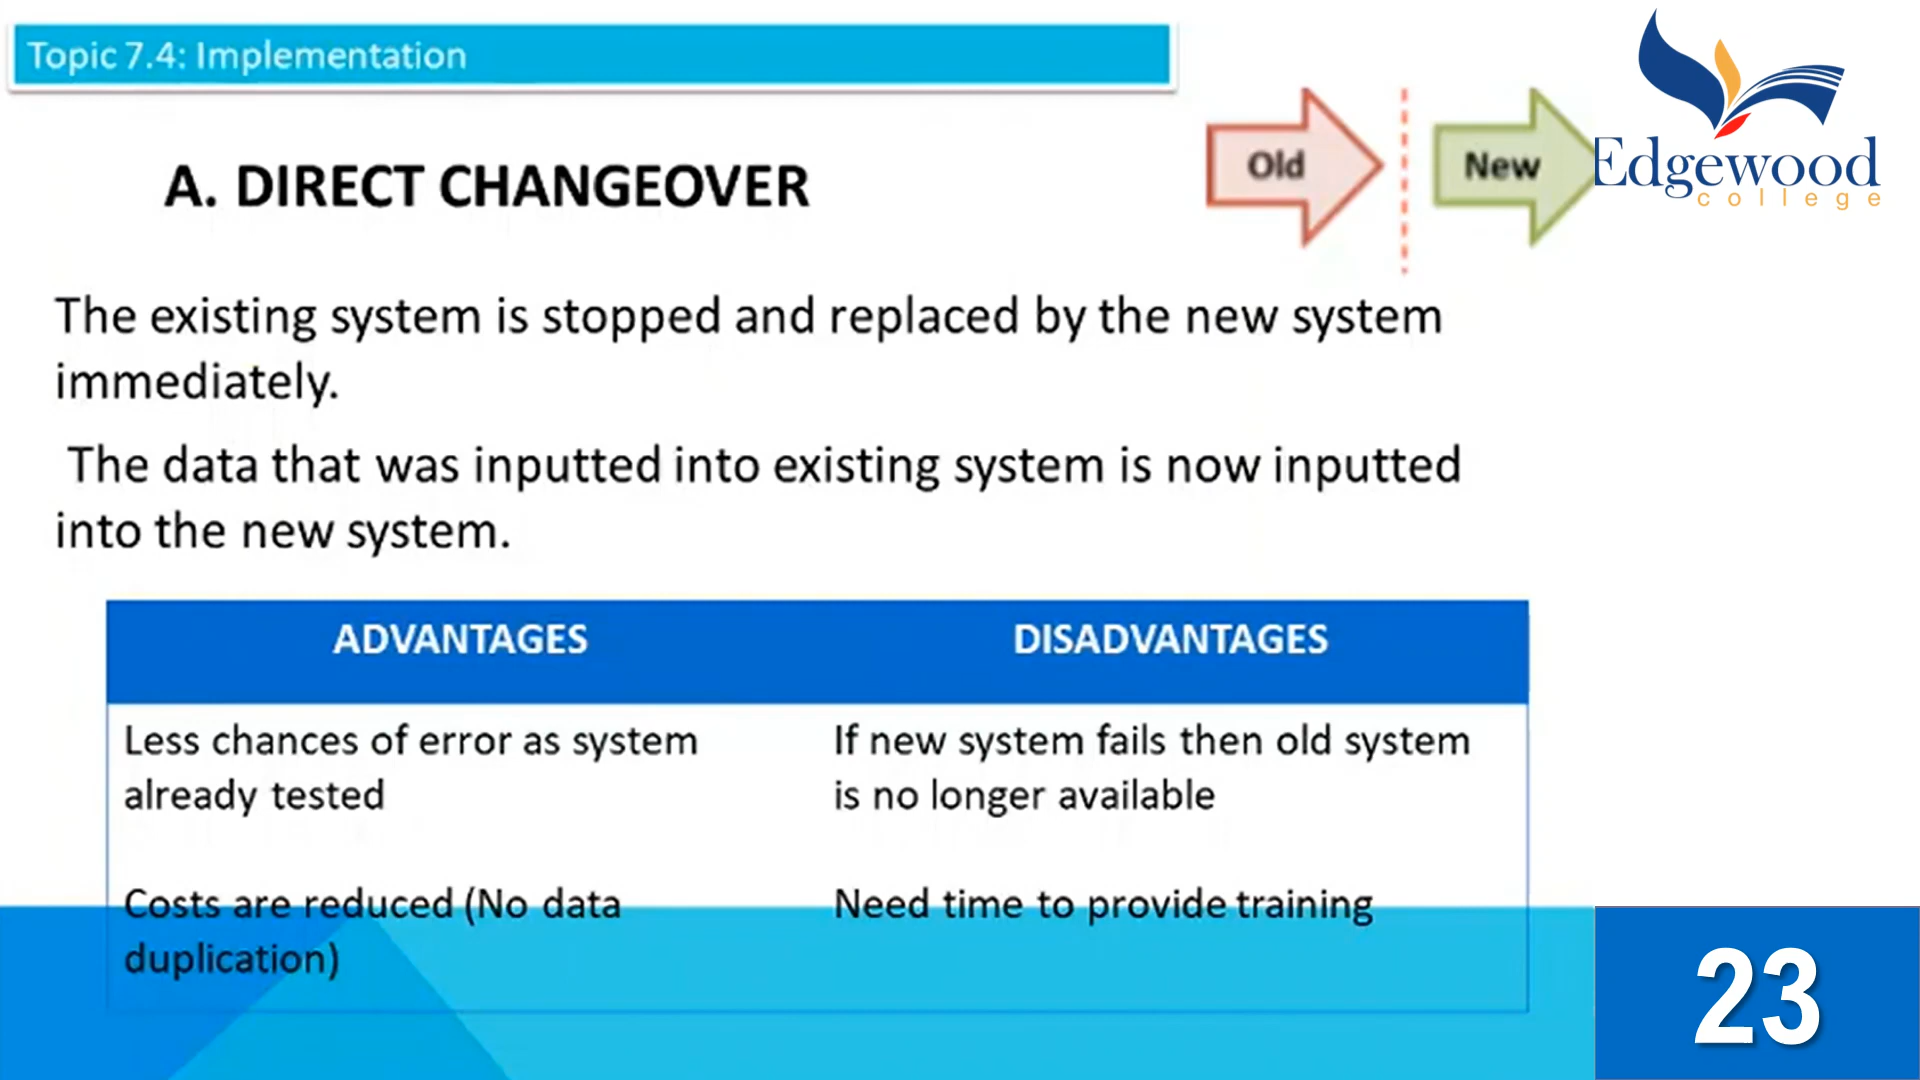 Topic 7.4: Implementation
Edgewood
college
Old
New
A. DIRECT CHANGEOVER
The existing system is stopped and replaced by the new system
immediately.
The data that was inputted into existing system is now inputted
into the new system.
ADVANTAGES
DISADVANTAGES
Less chances of error as system
already tested
If new system fails then old system
is no longer available
Costs are reduced (No data
duplication)
Need time to provide training
23